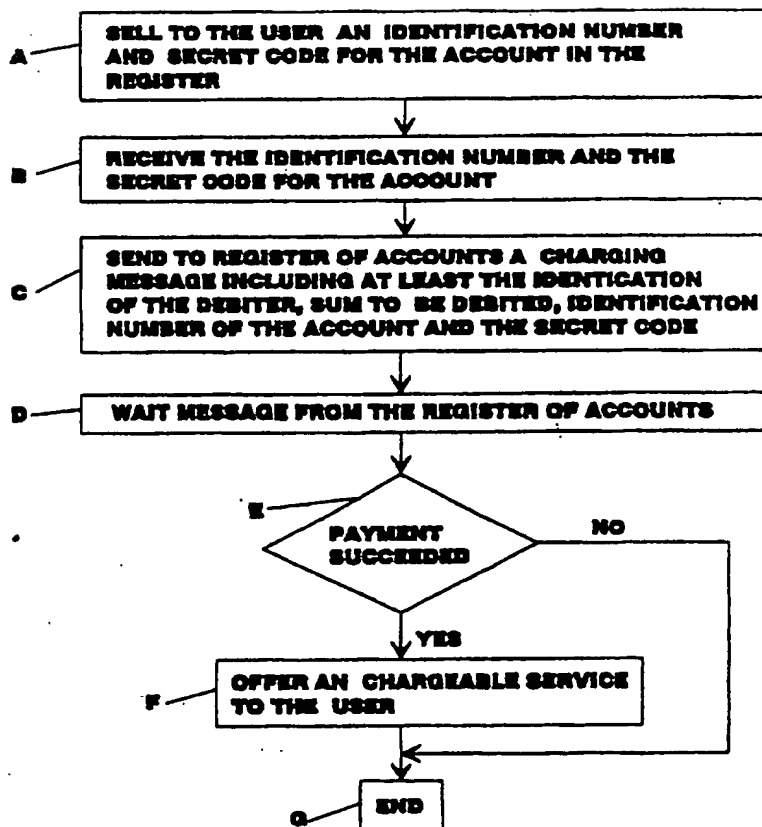 A
SELL TO THE USER AN IDENTIFICATION NUMBER
AND SECRET CODE FOR THE ACCOUNT IN THE
REGISTER
B
RECEIVE THE IDENTIFICATION NUMBER AND THE
SECRET CODE FOR THE ACCOUNT
C
SEND TO REGISTER OF ACCOUNTS A CHARGING
MESSAGE INCLUDING AT LEAST THE IDENTICATION
OF THE DEBITER, SUM TO BE DEBITED, IDENTIFICATION
NUMBER OF THE ACCOUNT AND THE SECRET CODE
D
WAIT MESSAGE FROM THE REGISTER OF ACCOUNTS
E
PAYMENT
SUCCEEDED
NO
YES
F
OFFER AN CHARGEABLE SERVICE
TO THE USER
G
END